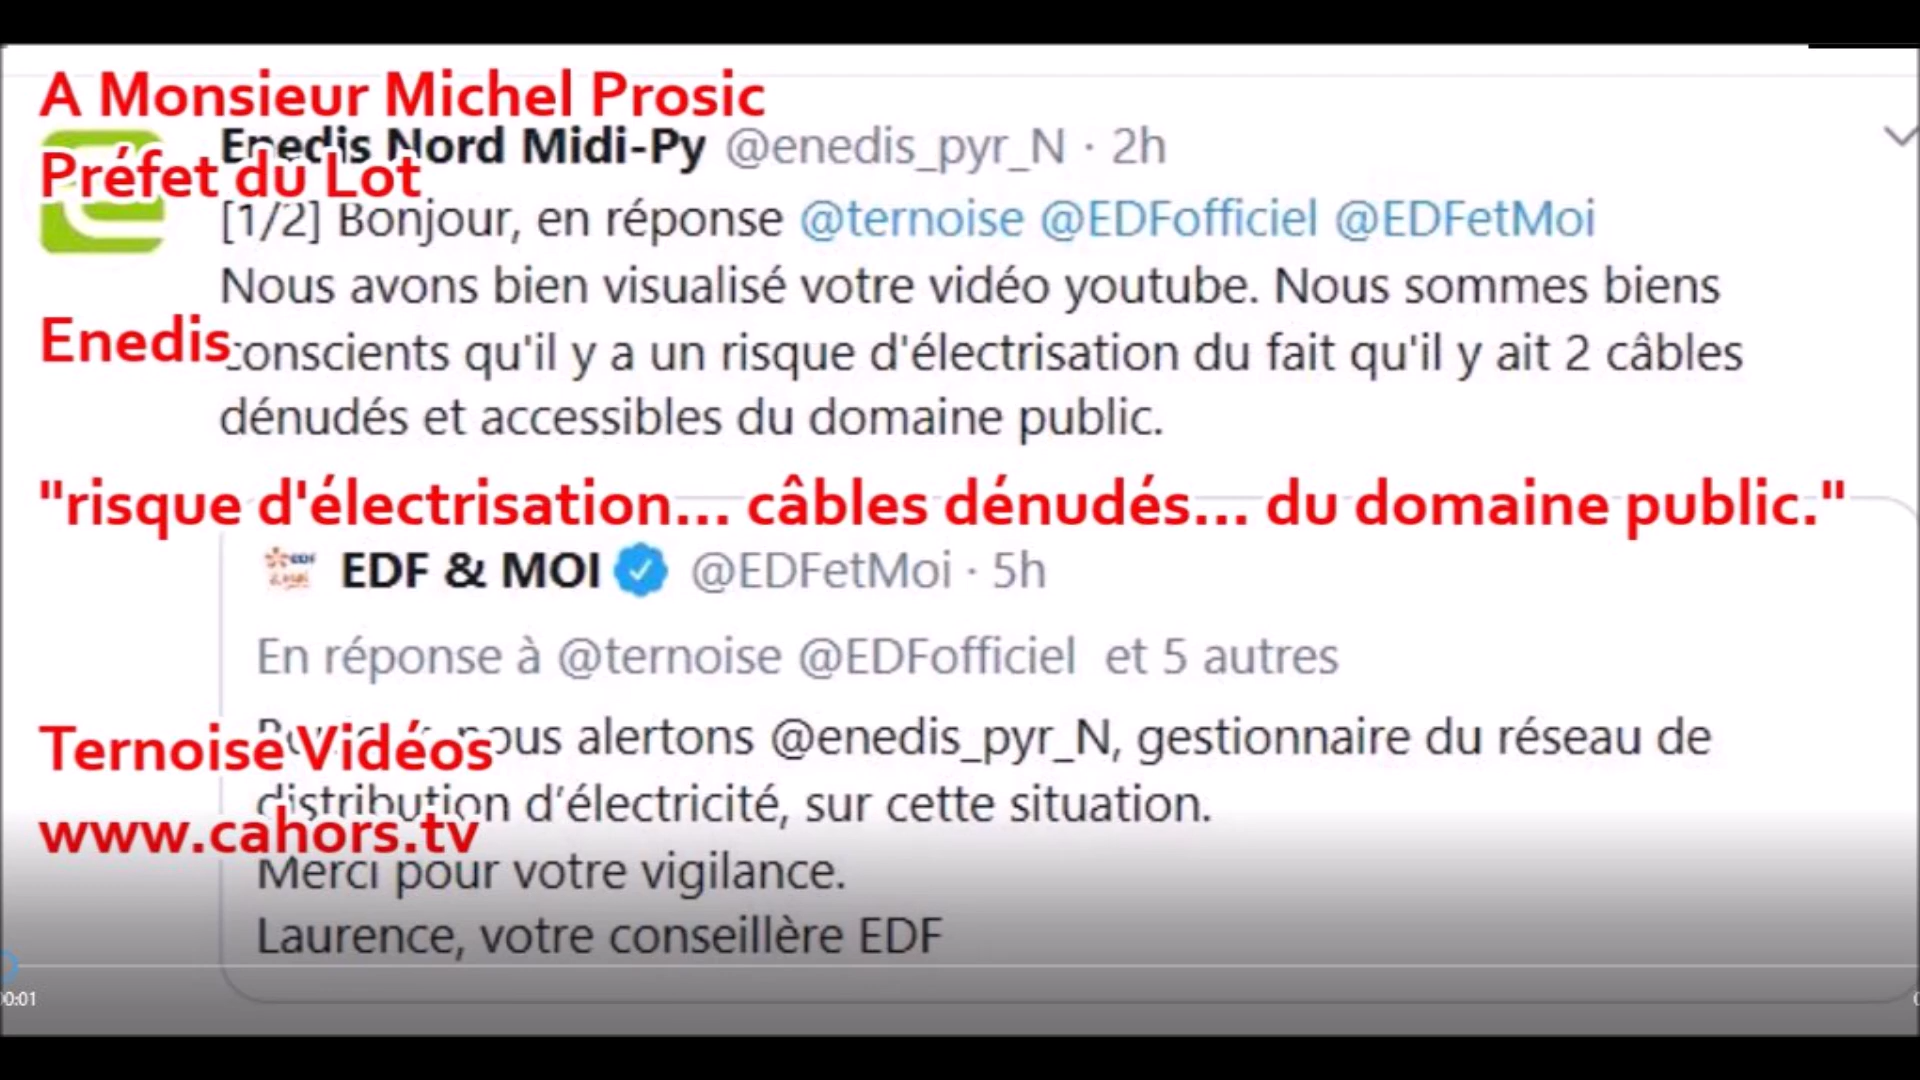 A Monsieur Michel Prosic
Enedis Nord Midi-Py @enedis_pyr_N · 2h
Préfet du Lot
[1/2] Bonjour, en réponse @ternoise @EDFofficiel @EDFetMoi
Nous avons bien visualisé votre vidéo youtube. Nous sommes biens
Enedis
conscients qu'il y a un risque d'électrisation du fait qu'il y ait 2 câbles
dénudés et accessibles du domaine public.
"risque d'électrisation... câbles dénudés... du domaine public."
EDF & MOI @EDFetMoi · 5h
En réponse à @ternoise @EDFofficiel et 5 autres
Ternoise Vidéos
nous alertons @enedis_pyr_N, gestionnaire du réseau de
distribution d’électricité, sur cette situation.
www.cahors.tv
Merci pour votre vigilance.
Laurence, votre conseillère EDF
00:01